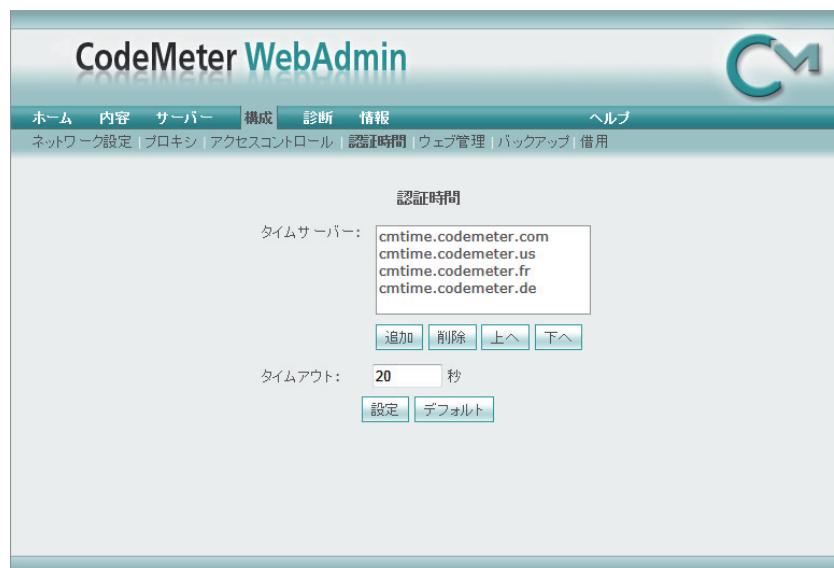 CodeMeter WebAdmin
CM
ホーム 内容 サーバー 構成 診断 情報 ヘルプ
ネットワーク設定 | プロキシ | アクセスコントロール | 認証時間 | ウェブ管理 | バックアップ | 借用
認証時間
タイムサーバー:
cmtime.codemeter.com
cmtime.codemeter.us
cmtime.codemeter.fr
cmtime.codemeter.de
追加 削除 上へ 下へ
タイムアウト: 20 秒
設定 デフォルト